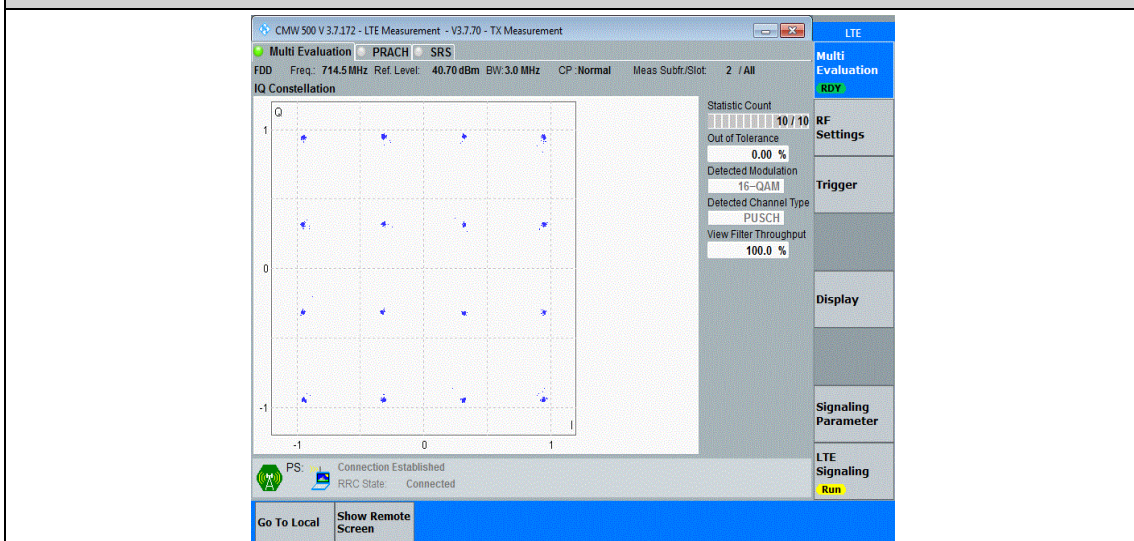 CMW 500 V 3.7.172 - LTE Measurement - V3.7.70 - TX Measurement
LTE
Multi Evaluation PRACH SRS
Multi
Evaluation
RDY
FDD Freq.: 714.5 MHz Ref. Level: 40.70 dBm BW: 3.0 MHz CP : Normal Meas Subfr./Slot: 2 / All
IQ Constellation
Q
1
0
-1
-1 0 1
I
Statistic Count
10 / 10
Out of Tolerance
0.00 %
Detected Modulation
16-QAM
Detected Channel Type
PUSCH
View Filter Throughput
100.0 %
RF
Settings
Trigger
Display
Signaling
Parameter
LTE
Signaling
Run
PS: Connection Established
RRC State: Connected
Go To Local
Show Remote
Screen